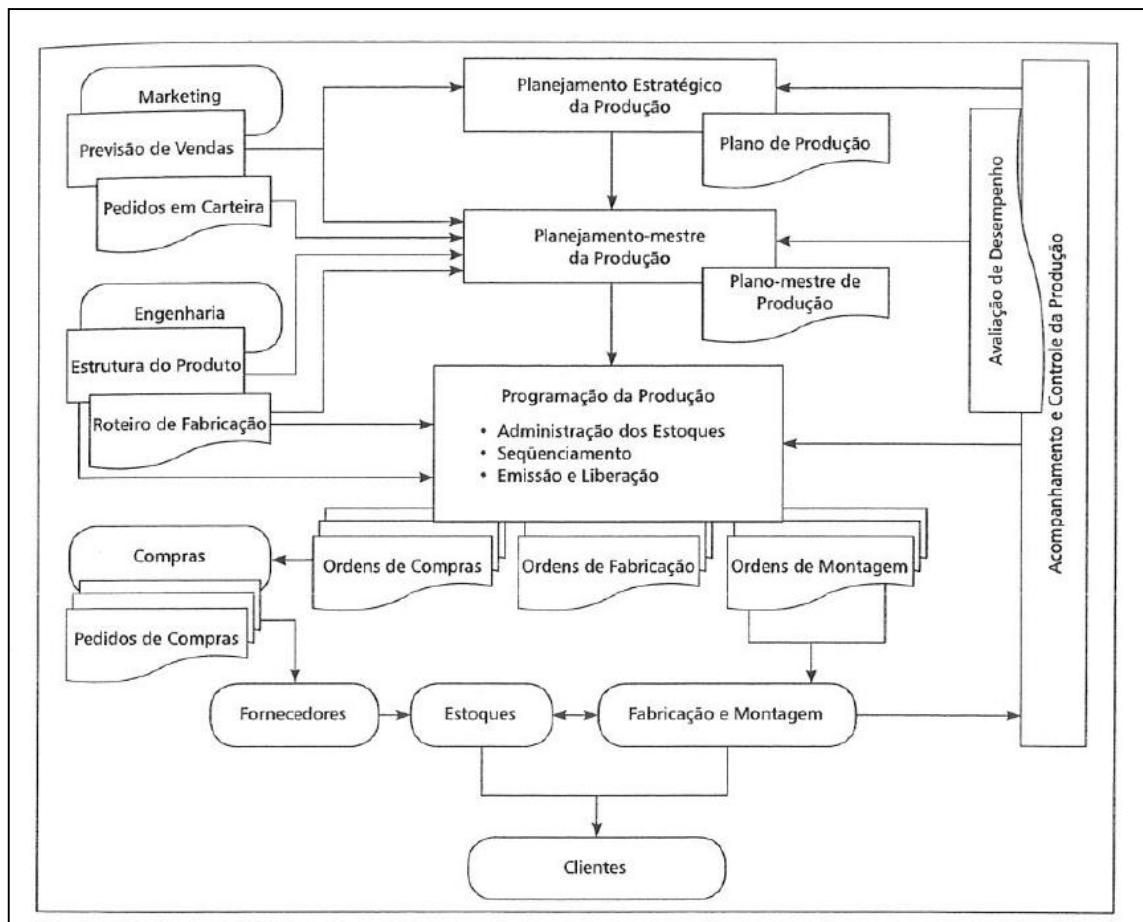 Marketing
Previsão de Vendas
Pedidos em Carteira
Planejamento Estratégico
da Produção
Plano de Produção
Planejamento-mestre
da Produção
Plano-mestre de
Produção
Engenharia
Estrutura do Produto
Roteiro de Fabricação
Programação da Produção
• Administração dos Estoques
• Seqüenciamento
• Emissão e Liberação
Avaliação de Desempenho
Acompanhamento e Controle da Produção
Compras
Pedidos de Compras
Ordens de Compras
Ordens de Fabricação
Ordens de Montagem
Fornecedores
Estoques
Fabricação e Montagem
Clientes